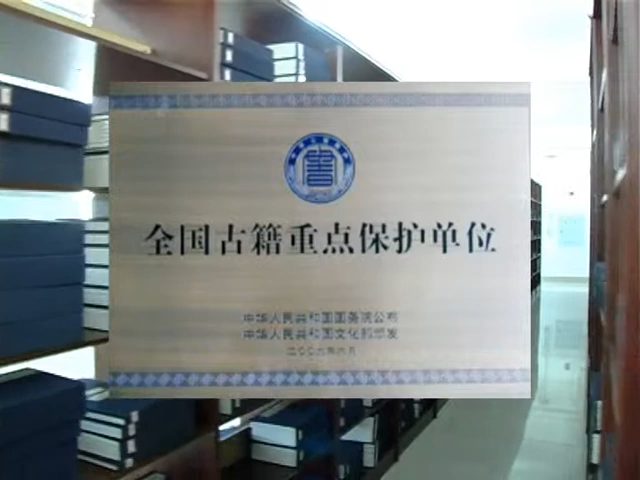 全国古籍重点保护单位
中华人民共和国国务院公布
中华人民共和国文化部颁发